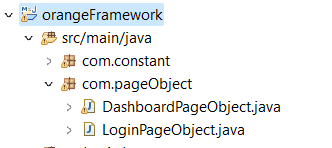 orangeFramework
src/main/java
com.constant
com.pageObject
DashboardPageObject.java
LoginPageObject.java